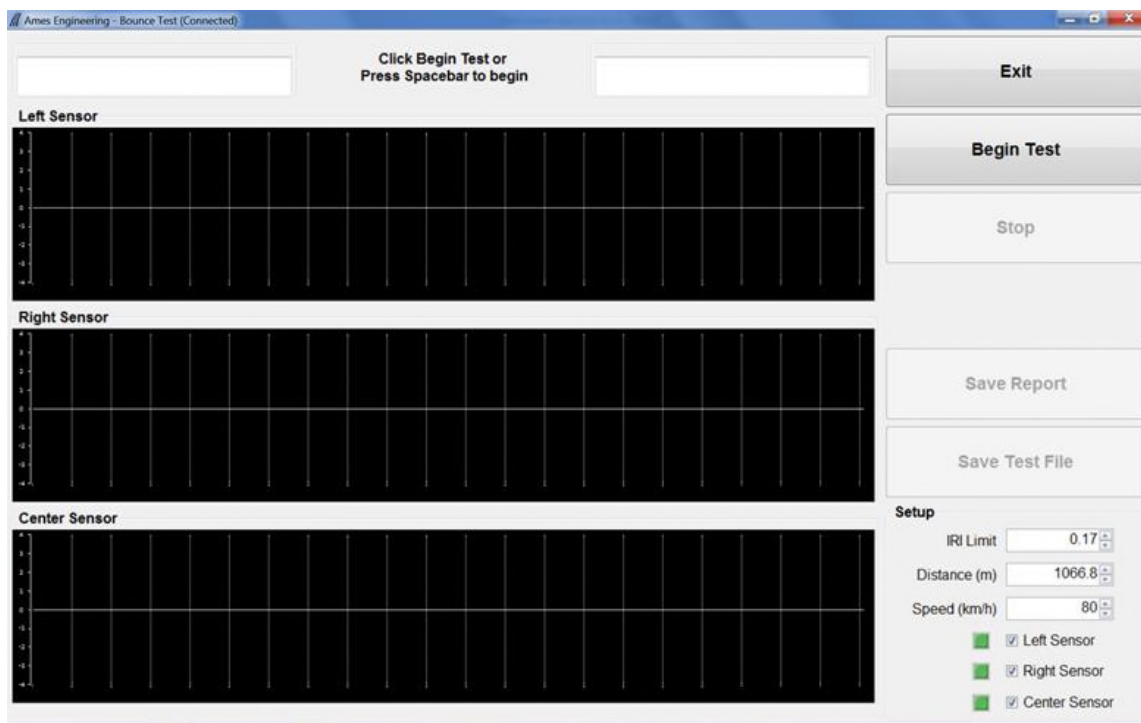 Ames Engineering - Bounce Test (Connected)
Click Begin Test or
Press Spacebar to begin
Exit
Left Sensor
Begin Test
Stop
Right Sensor
Save Report
Save Test File
Center Sensor
Setup
IRI Limit 0.17
Distance (m) 1066.8
Speed (km/h) 80
Left Sensor
Right Sensor
Center Sensor